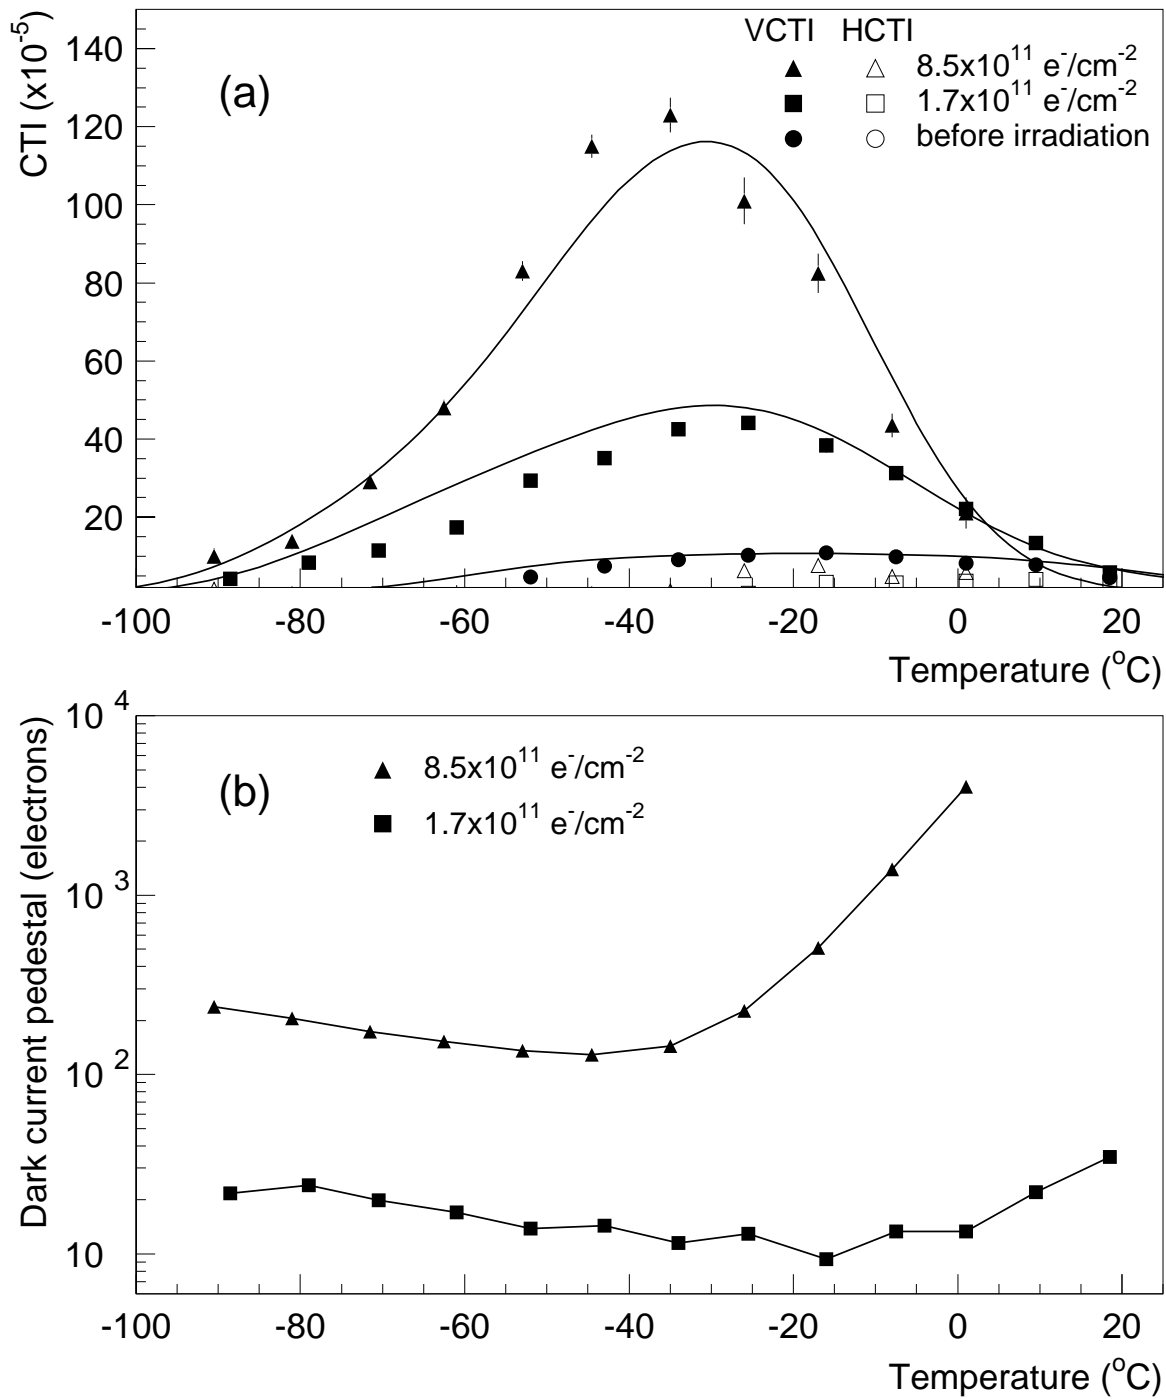 CTI (x10⁻⁵)
140
120
100
80
60
40
20
(a)
VCTI HCTI
8.5x10¹¹ e⁻/cm⁻²
1.7x10¹¹ e⁻/cm⁻²
before irradiation
-100 -80 -60 -40 -20 0 20
Temperature (°C)
Dark current pedestal (electrons)
10⁴
10³
10²
10
(b)
8.5x10¹¹ e⁻/cm⁻²
1.7x10¹¹ e⁻/cm⁻²
-100 -80 -60 -40 -20 0 20
Temperature (°C)